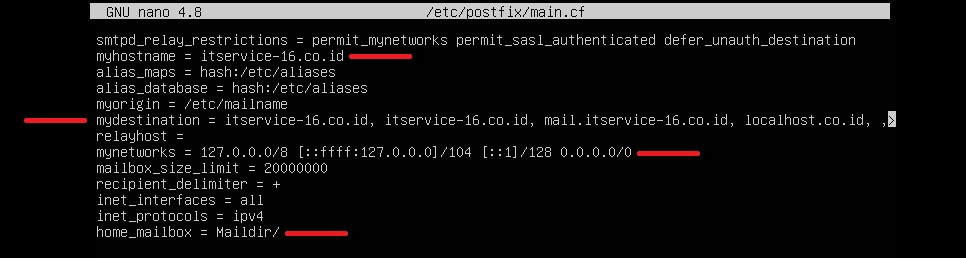 GNU nano 4.8 /etc/postfix/main.cf
smtpd_relay_restrictions = permit_mynetworks permit_sasl_authenticated defer_unauth_destination
myhostname = itservice-16.co.id
alias_maps = hash:/etc/aliases
alias_database = hash:/etc/aliases
myorigin = /etc/mailname
mydestination = itservice-16.co.id, itservice-16.co.id, mail.itservice-16.co.id, localhost.co.id, ,>
relayhost =
mynetworks = 127.0.0.0/8 [::ffff:127.0.0.0]/104 [::1]/128 0.0.0.0/0
mailbox_size_limit = 20000000
recipient_delimiter = +
inet_interfaces = all
inet_protocols = ipv4
home_mailbox = Maildir/